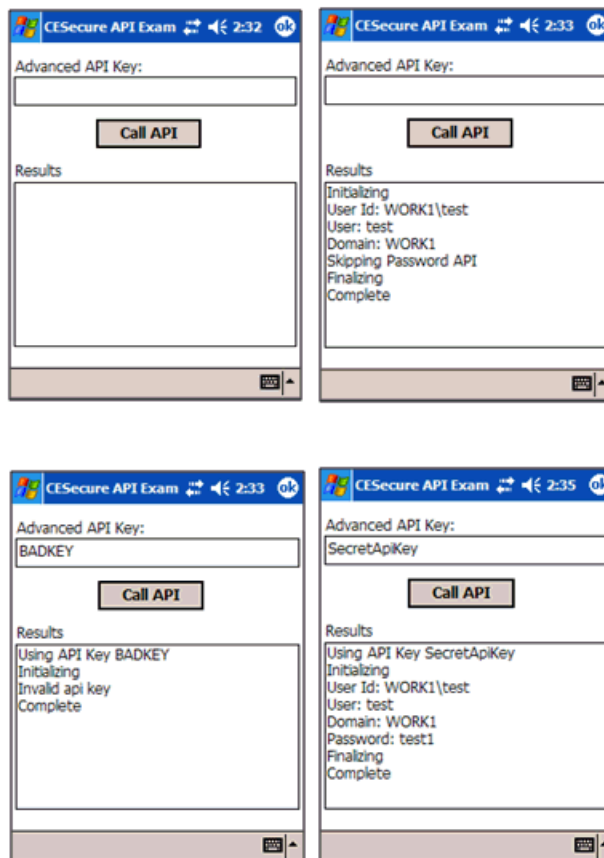 CESecure API Exam 2:32 ok
Advanced API Key:
Call API
Results
CESecure API Exam 2:33 ok
Advanced API Key:
Call API
Results
Initializing
User Id: WORK1\test
User: test
Domain: WORK1
Skipping Password API
Finalizing
Complete
CESecure API Exam 2:33 ok
Advanced API Key:
BADKEY
Call API
Results
Using API Key BADKEY
Initializing
Invalid api key
Complete
CESecure API Exam 2:35 ok
Advanced API Key:
SecretApiKey
Call API
Results
Using API Key SecretApiKey
Initializing
User Id: WORK1\test
User: test
Domain: WORK1
Password: test1
Finalizing
Complete